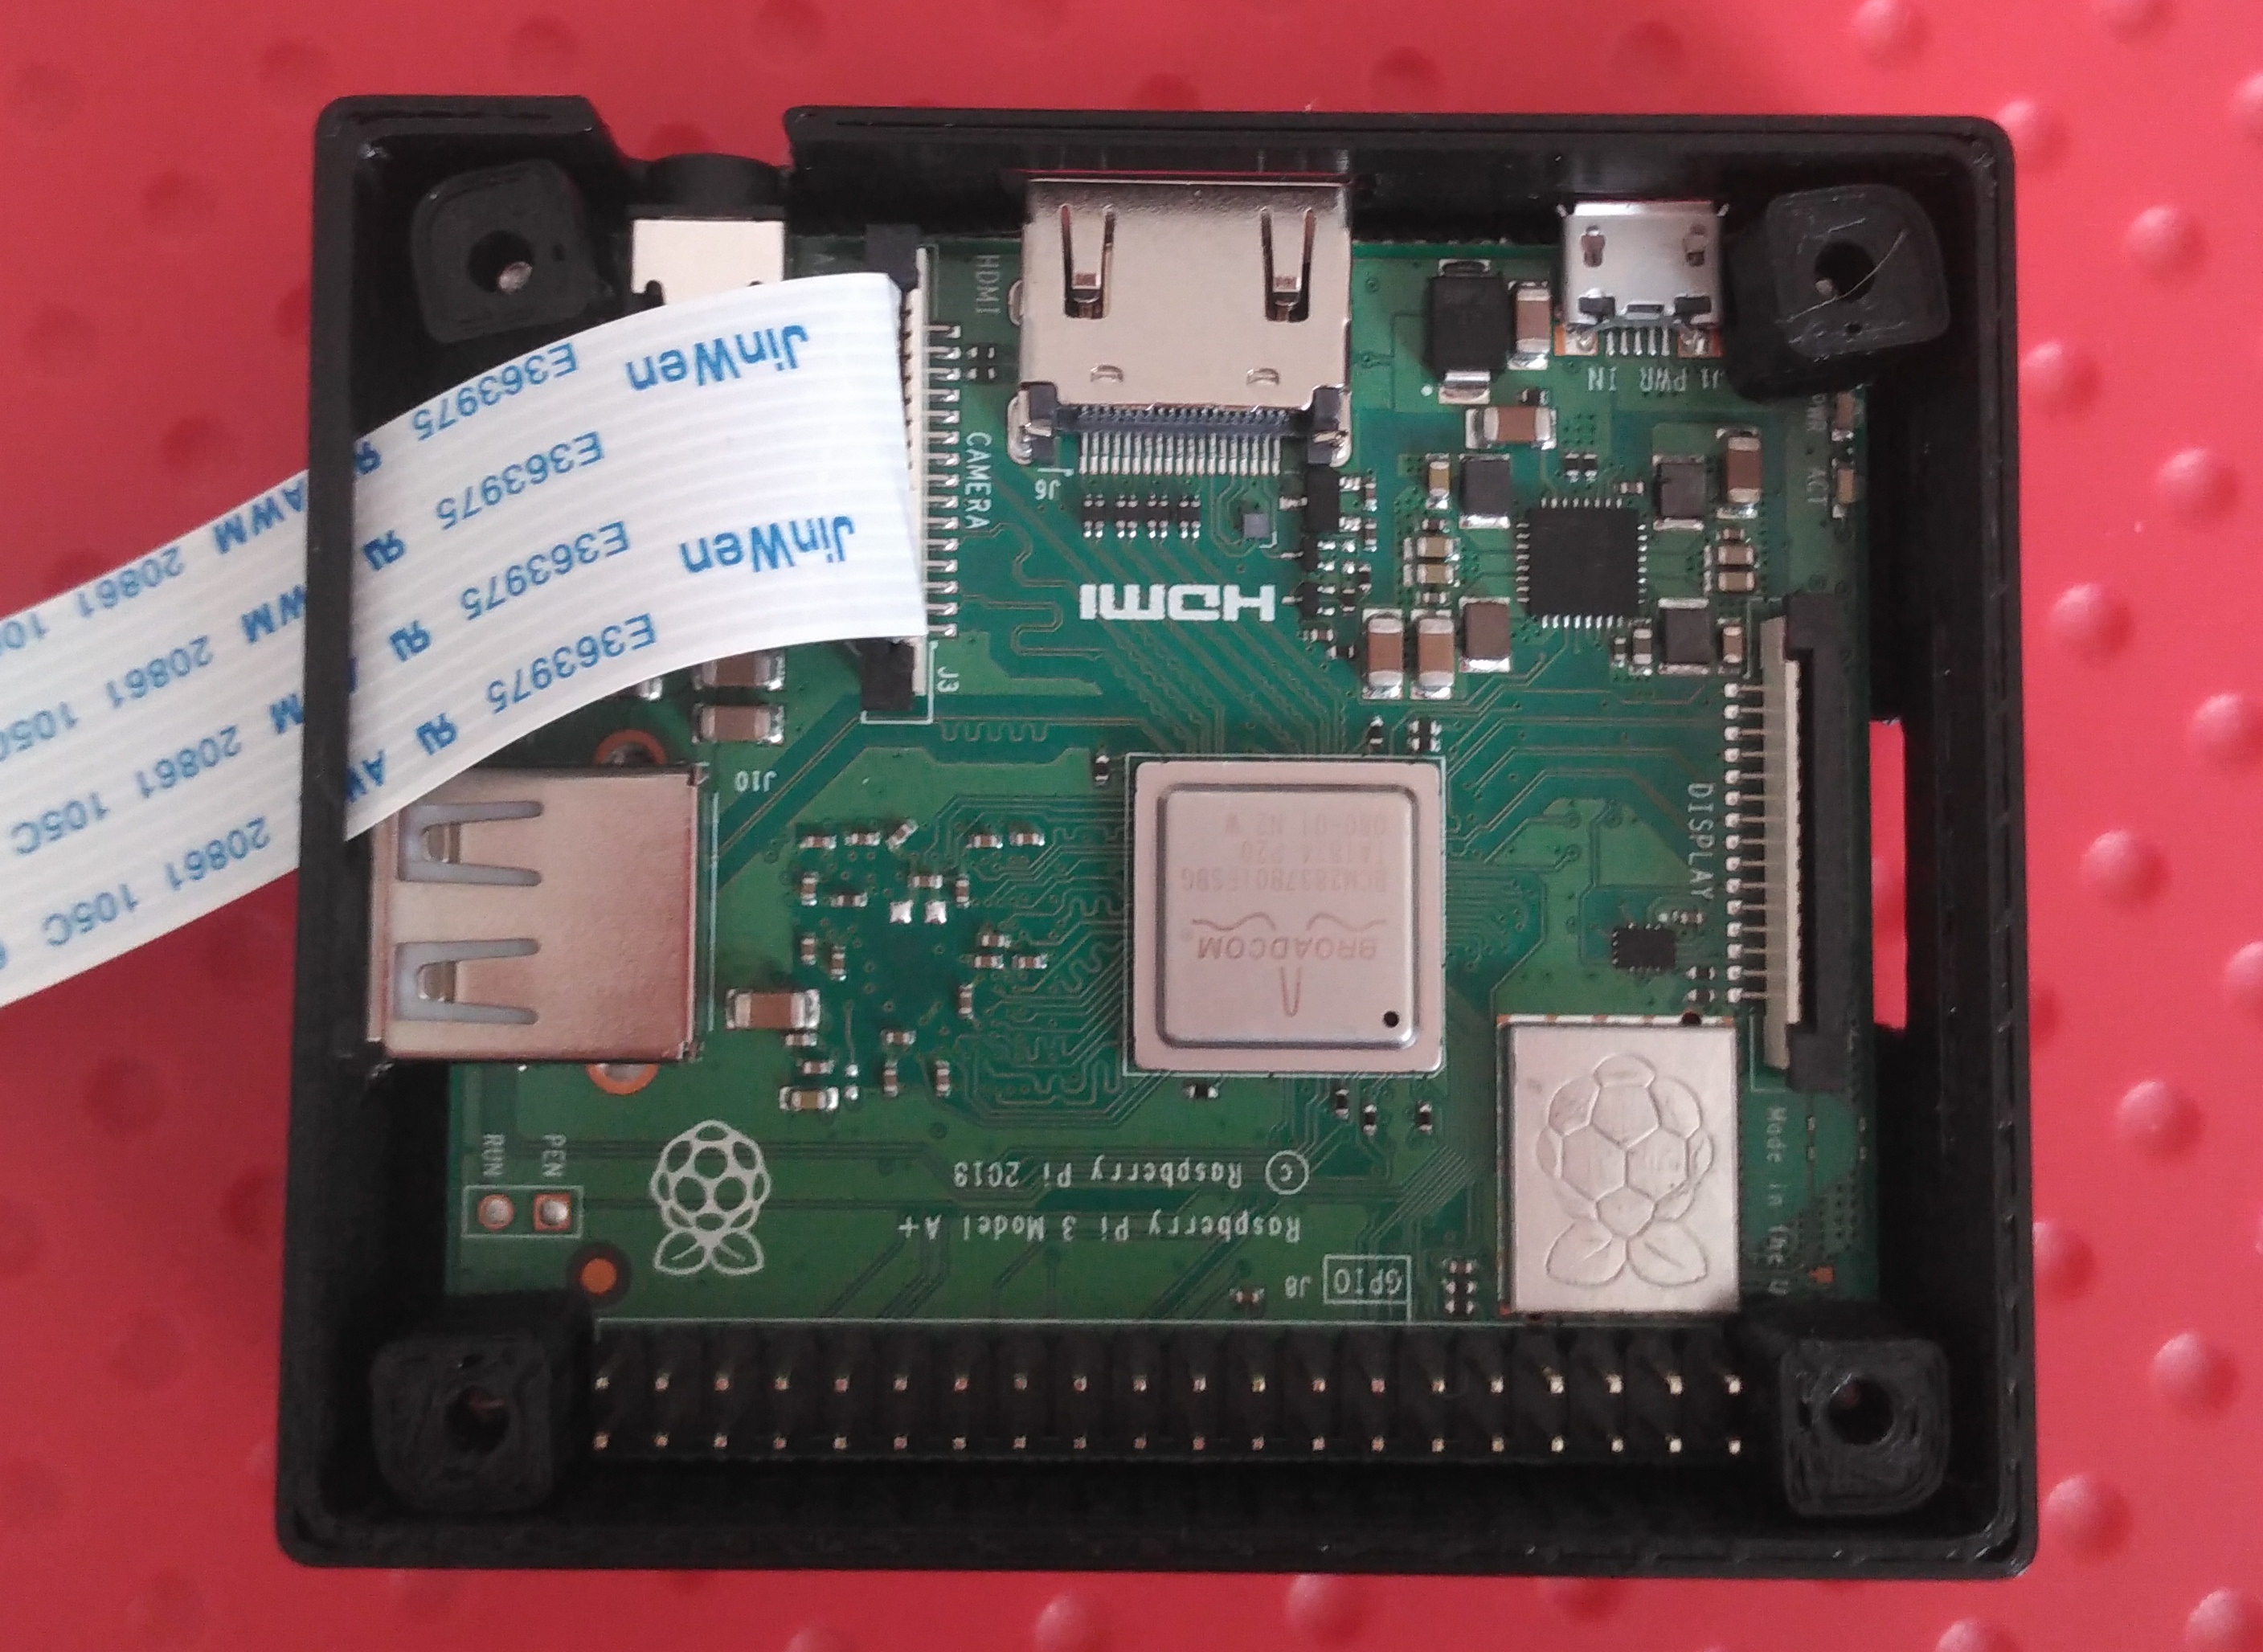 JinWen
JinWen
E363975
E363975
E363975
E363975
AWM 20861
20861 105C
20861 105C
20861 105C
HDMI
CAMERA
J3
J6
HDMI
J1 PWR IN
PWR
ACT
J10
DISPLAY
BROADCOM
BCM2837B0
RUN
PEN
© Raspberry Pi 2018
Raspberry Pi 3 Model A+
J8
GPIO
Made in the U